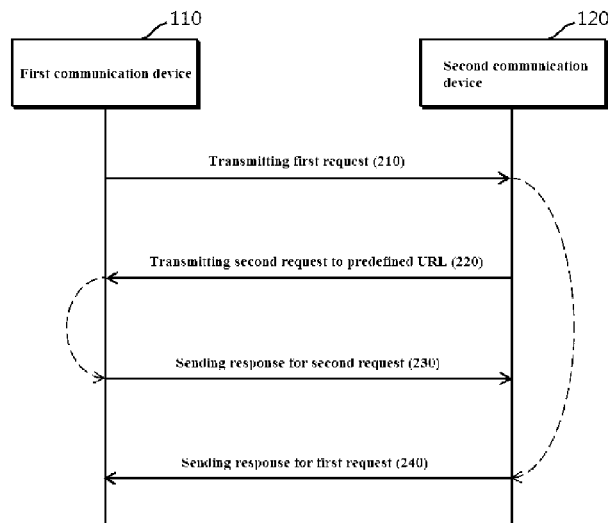 110
120
First communication device
Second communication
device
Transmitting first request (210)
Transmitting second request to predefined URL (220)
Sending response for second request (230)
Sending response for first request (240)